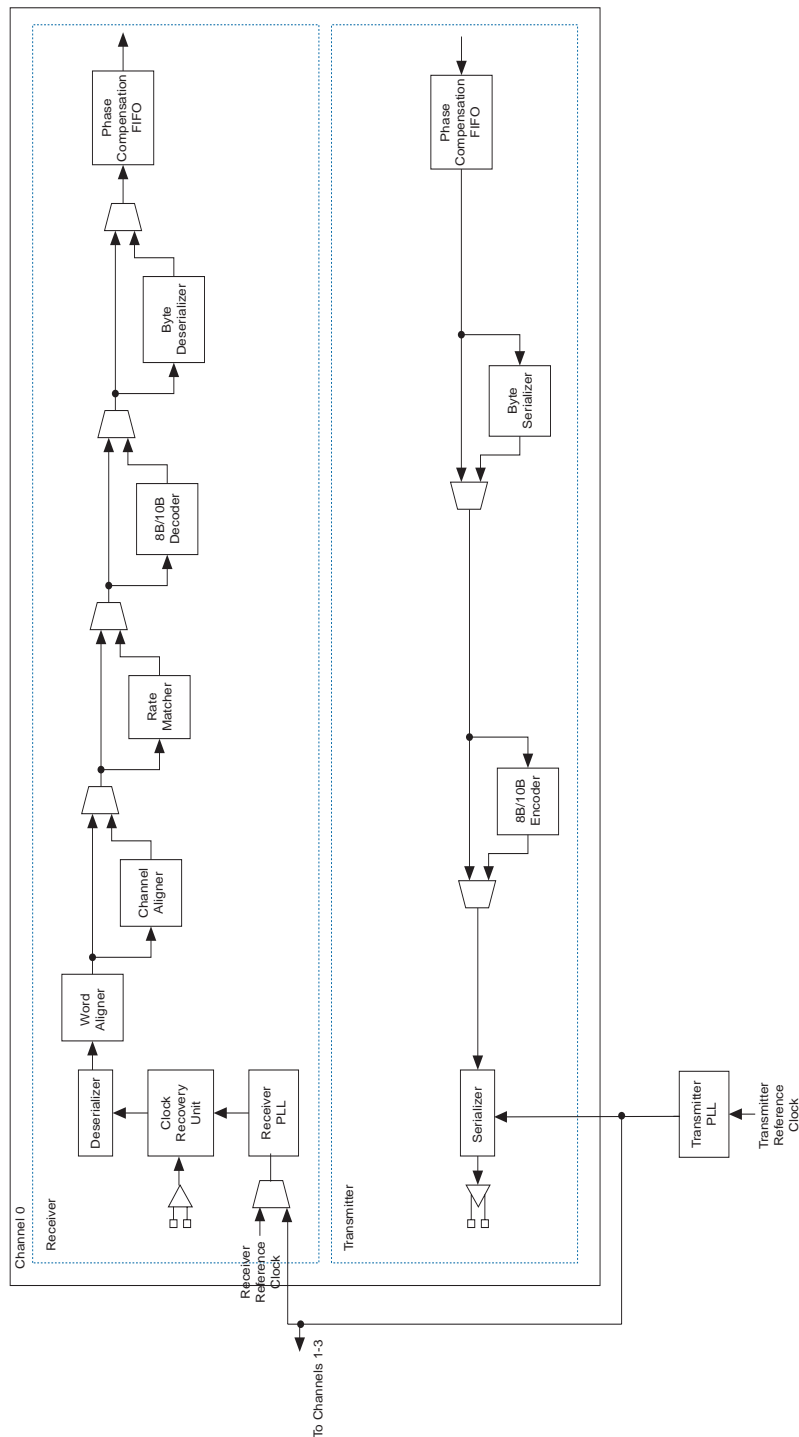 Channel 0
Receiver
Deserializer
Word
Aligner
Channel
Aligner
Rate
Matcher
8B/10B
Decoder
Byte
Deserializer
Phase
Compensation
FIFO
Clock
Recovery
Unit
Receiver
PLL
Receiver
Reference
Clock
Transmitter
Serializer
8B/10B
Encoder
Byte
Serializer
Phase
Compensation
FIFO
To Channels 1-3
Transmitter
PLL
Transmitter
Reference
Clock